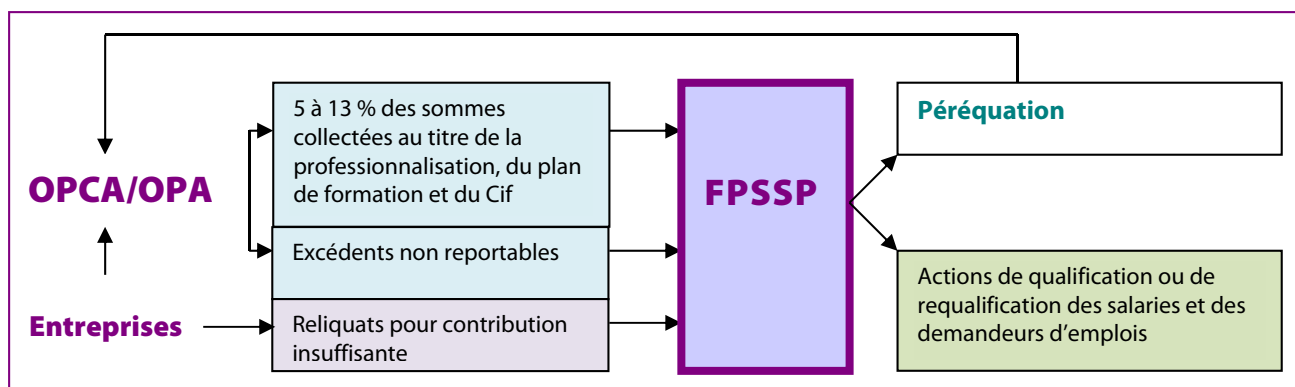 5 à 13 % des sommes
collectées au titre de la
professionnalisation, du plan
de formation et du Cif
OPCA/OPA
Excédents non reportables
Entreprises
Reliquats pour contribution
insuffisante
FPSSP
Péréquation
Actions de qualification ou de
requalification des salaries et des
demandeurs d’emplois